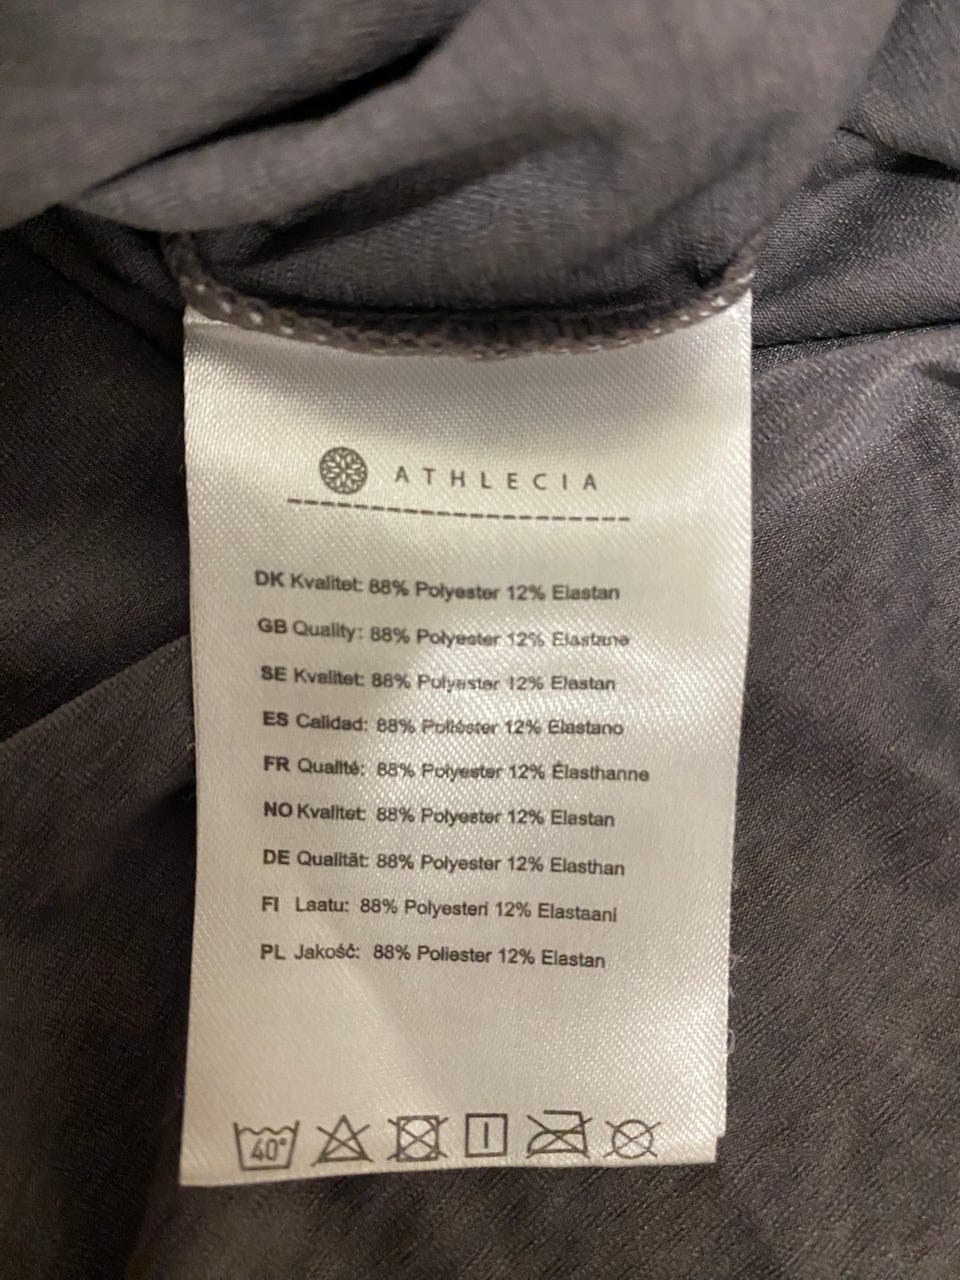 ATHLECIA
DK Kvalitet: 88% Polyester 12% Elastan
GB Quality: 88% Polyester 12% Elastane
SE Kvalitet: 88% Polyester 12% Elastan
ES Calidad: 88% Poliéster 12% Elastano
FR Qualité: 88% Polyester 12% Élasthanne
NO Kvalitet: 88% Polyester 12% Elastan
DE Qualität: 88% Polyester 12% Elasthan
FI Laatu: 88% Polyesteri 12% Elastaani
PL Jakość: 88% Poliester 12% Elastan
40°